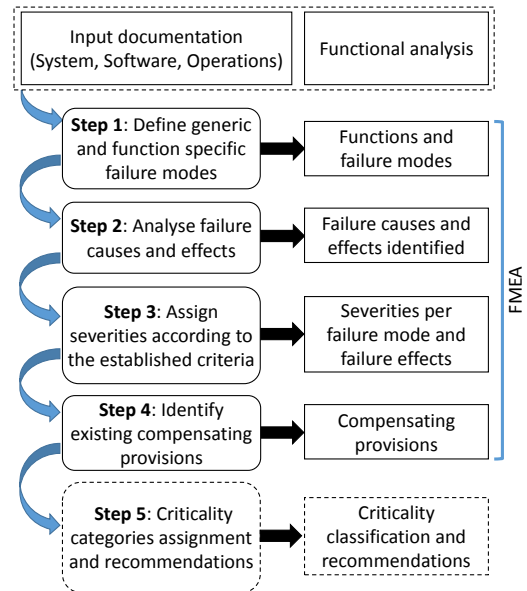 Input documentation
(System, Software, Operations)
Functional analysis
Step 1: Define generic
and function specific
failure modes
Functions and
failure modes
Step 2: Analyse failure
causes and effects
Failure causes and
effects identified
Step 3: Assign
severities according to
the established criteria
Severities per
failure mode and
failure effects
Step 4: Identify
existing compensating
provisions
Compensating
provisions
FMEA
Step 5: Criticality
categories assignment
and recommendations
Criticality
classification and
recommendations